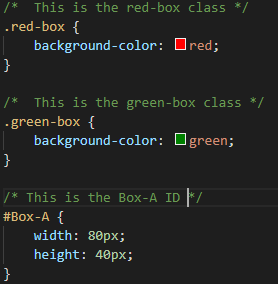 /*  This is the red-box class */
.red-box {
    background-color: red;
}

/*  This is the green-box class */
.green-box {
    background-color: green;
}

/* This is the Box-A ID */
#Box-A {
    width: 80px;
    height: 40px;
}